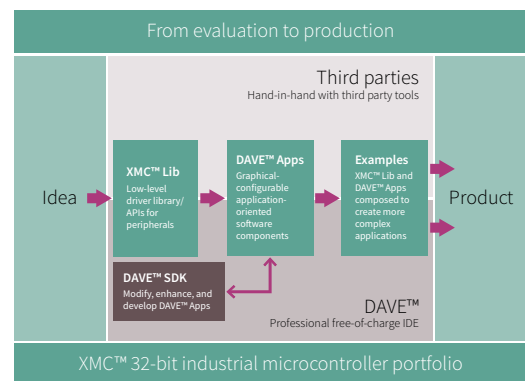 From evaluation to production
Third parties
Hand-in-hand with third party tools
Idea
XMC™ Lib
Low-level
driver library/
APIs for
peripherals
DAVE™ Apps
Graphical-
configurable
application-
oriented
software
components
Examples
XMC™ Lib and
DAVE™ Apps
composed to
create more
complex
applications
Product
DAVE™ SDK
Modify, enhance, and
develop DAVE™ Apps
DAVE™
Professional free-of-charge IDE
XMC™ 32-bit industrial microcontroller portfolio